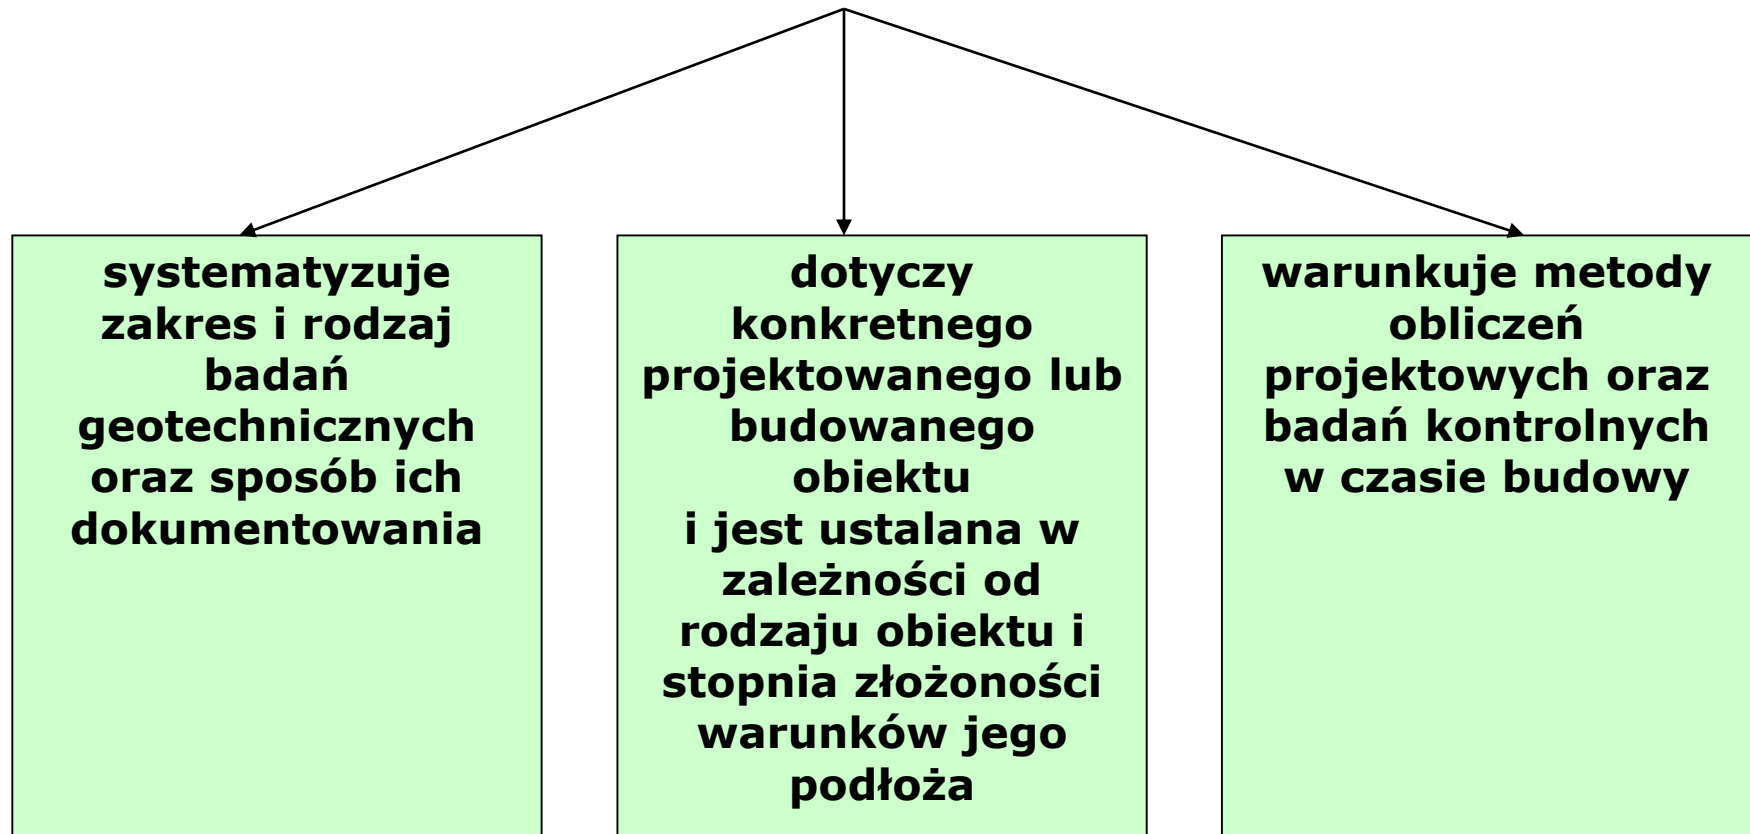 systematyzuje
zakres i rodzaj
badań
geotechnicznych
oraz sposób ich
dokumentowania
dotyczy
konkretnego
projektowanego lub
budowanego
obiektu
i jest ustalana w
zależności od
rodzaju obiektu i
stopnia złożoności
warunków jego
podłoża
warunkuje metody
obliczeń
projektowych oraz
badań kontrolnych
w czasie budowy